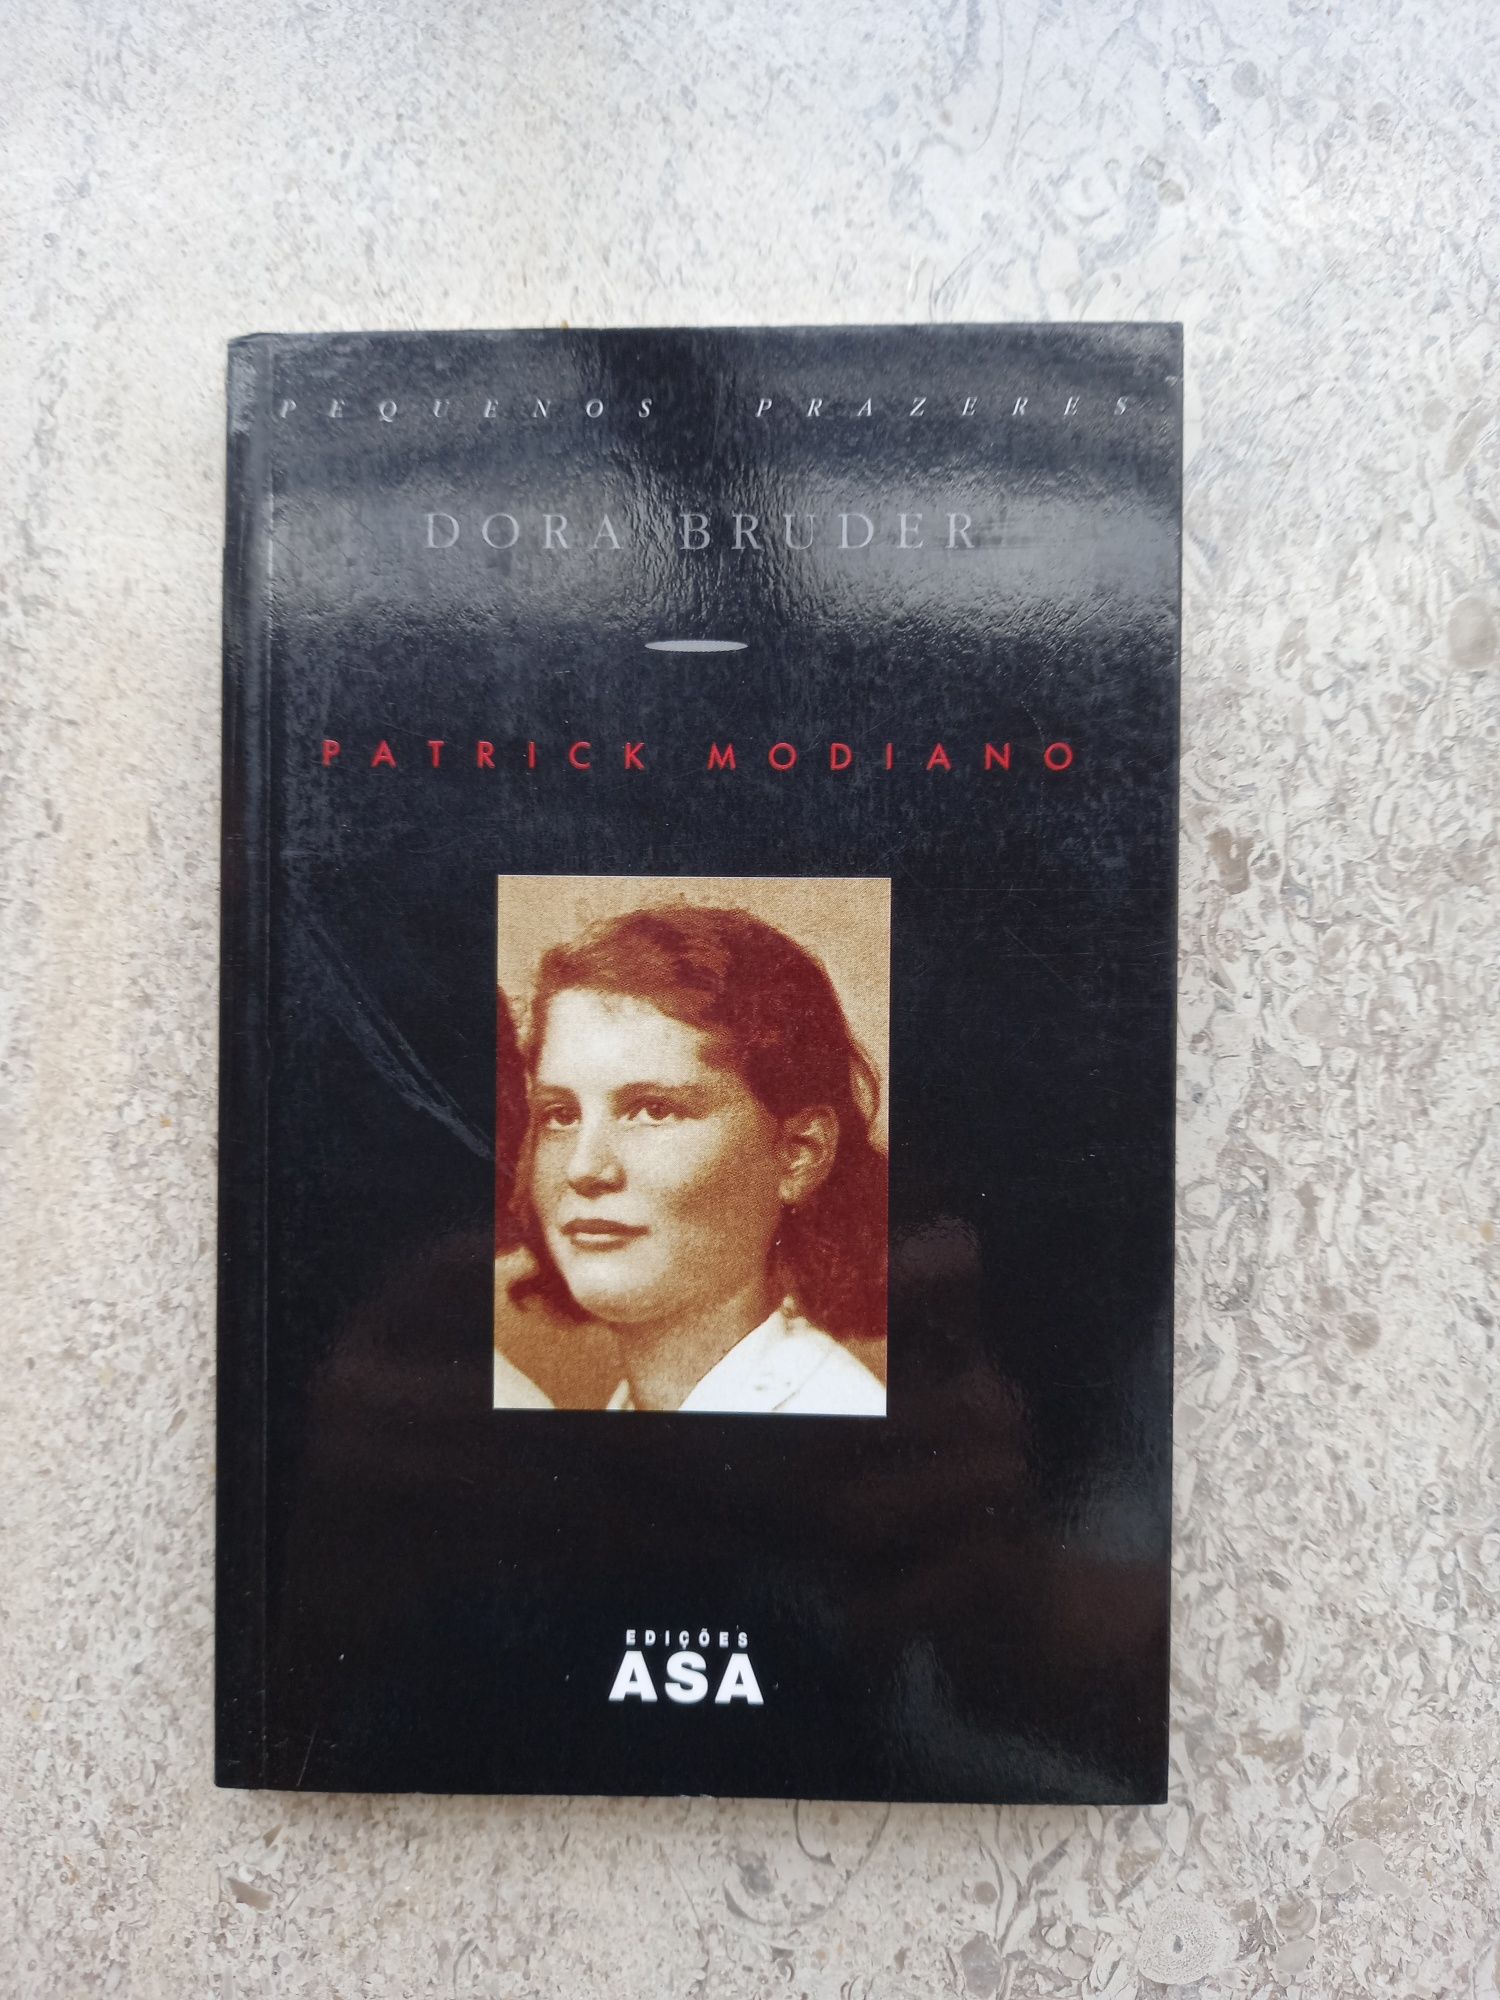 PEQUENOS PRAZERES
DORA BRUDER
PATRICK MODIANO
EDIÇÕES
ASA